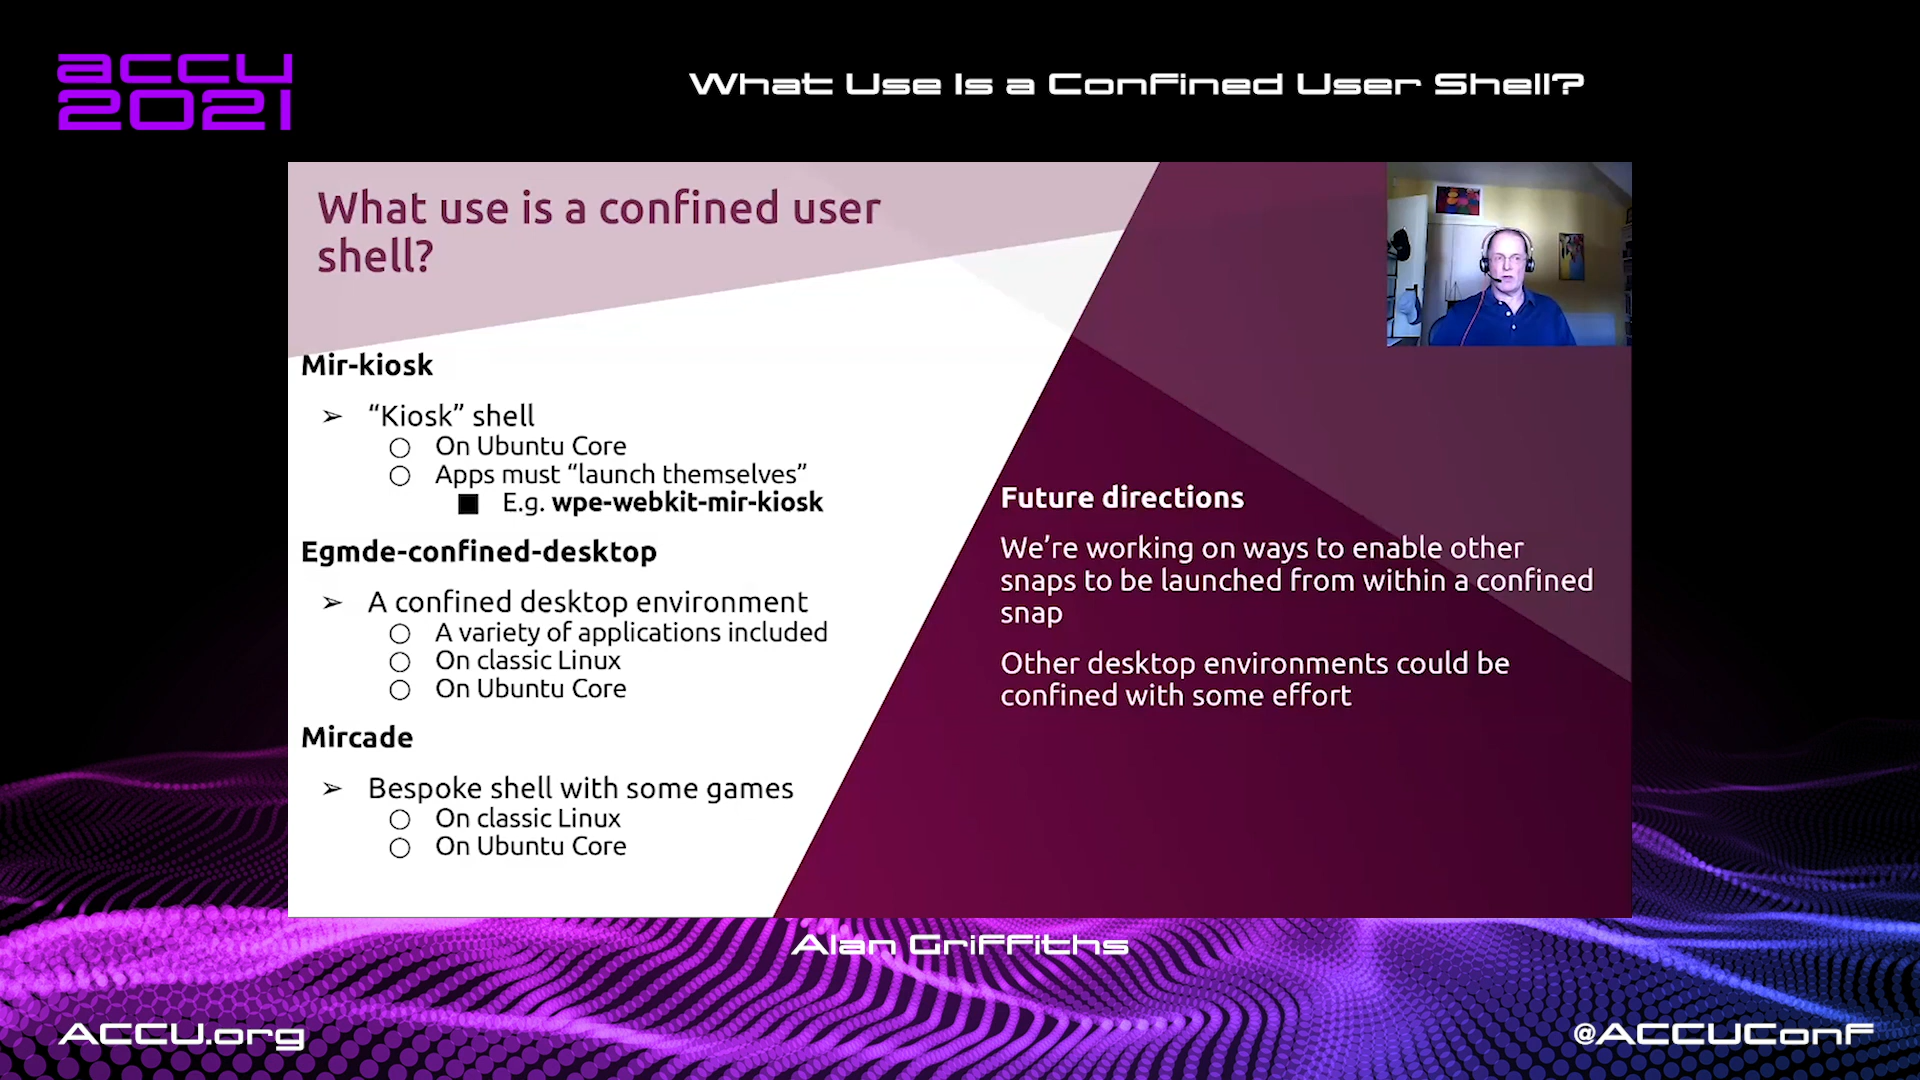 accu
2021
What Use Is a Confined User Shell?
What use is a confined user
shell?
Mir-kiosk
➢ “Kiosk” shell
○ On Ubuntu Core
○ Apps must “launch themselves”
■ E.g. wpe-webkit-mir-kiosk
Egmde-confined-desktop
➢ A confined desktop environment
○ A variety of applications included
○ On classic Linux
○ On Ubuntu Core
Mircade
➢ Bespoke shell with some games
○ On classic Linux
○ On Ubuntu Core
Future directions
We’re working on ways to enable other
snaps to be launched from within a confined
snap
Other desktop environments could be
confined with some effort
Alan Griffiths
ACCU.org
@ACCUConf